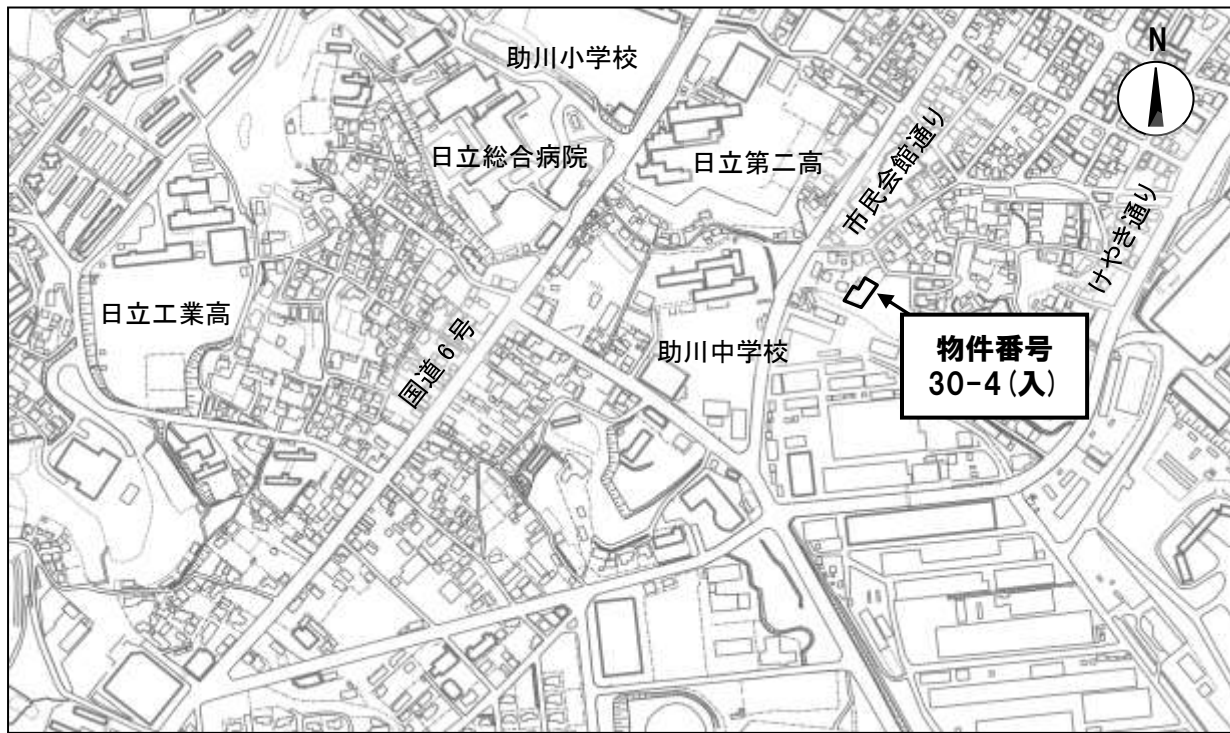 助川小学校
N
日立総合病院
日立第二高
市民会館通り
けやき通り
日立工業高
国道６号
助川中学校
物件番号
30-4(入)